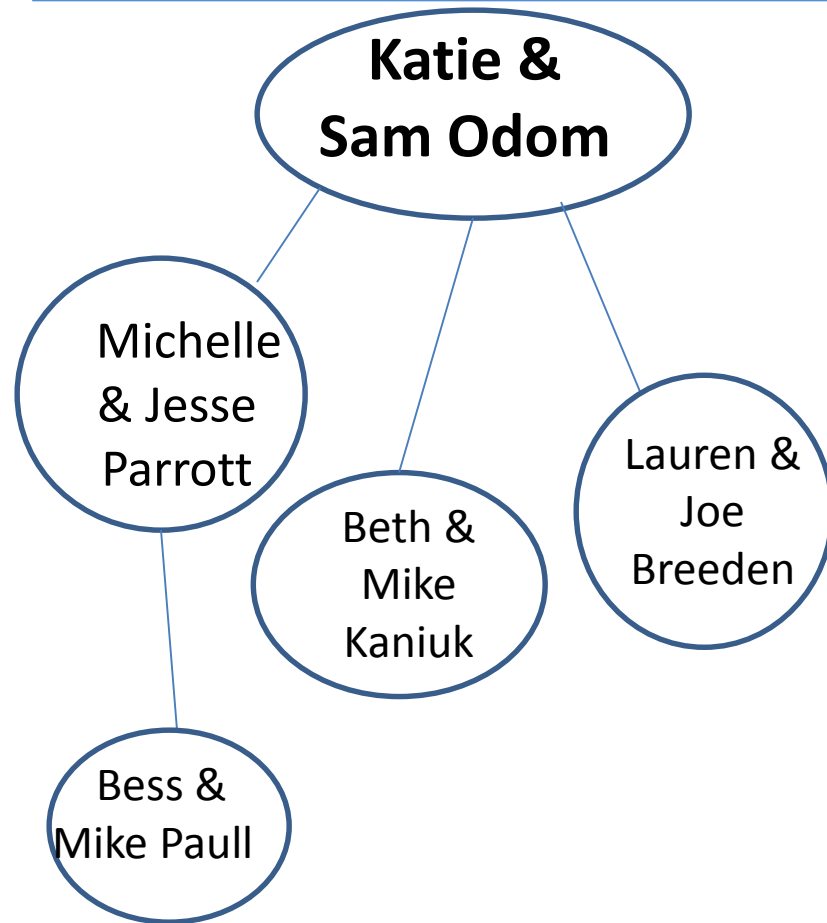 Katie &
Sam Odom
Michelle
& Jesse
Parrott
Lauren &
Joe
Breeden
Beth &
Mike
Kaniuk
Bess &
Mike Paull